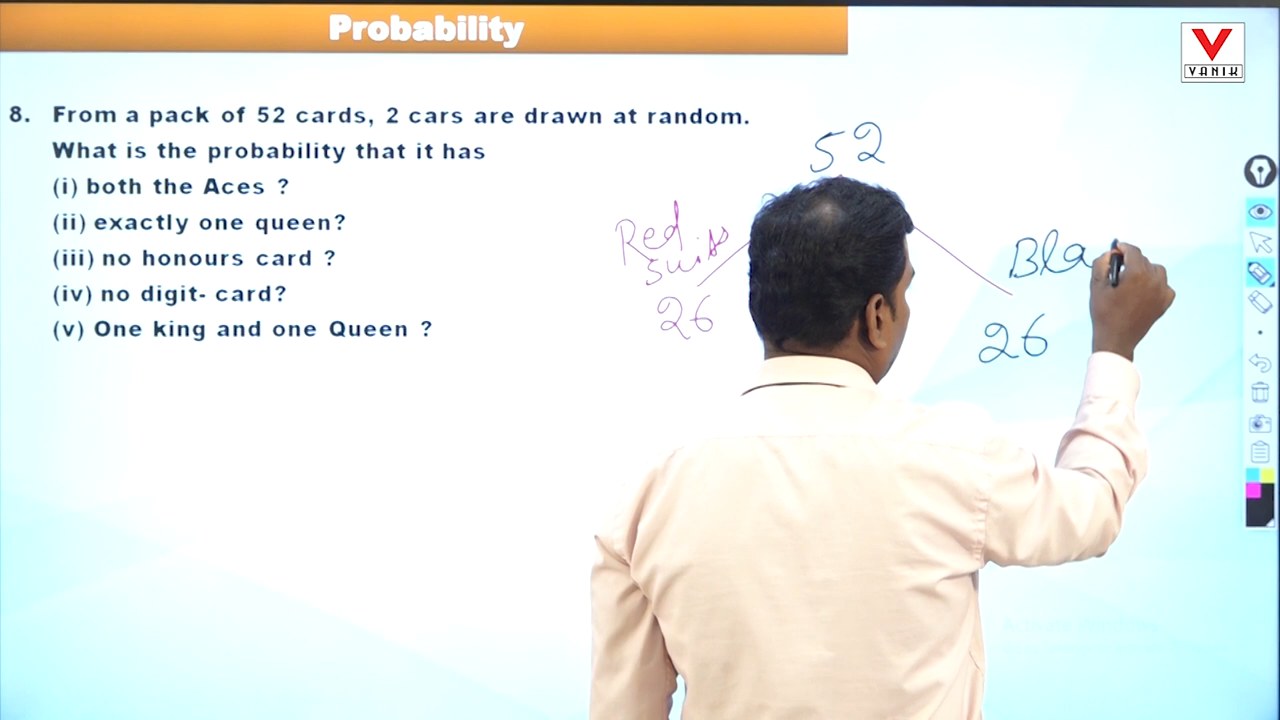 Probability
VANIK
8. From a pack of 52 cards, 2 cars are drawn at random.
What is the probability that it has
(i) both the Aces ?
(ii) exactly one queen?
(iii) no honours card ?
(iv) no digit- card?
(v) One king and one Queen ?
52
Red
Suits
26
Bla
26